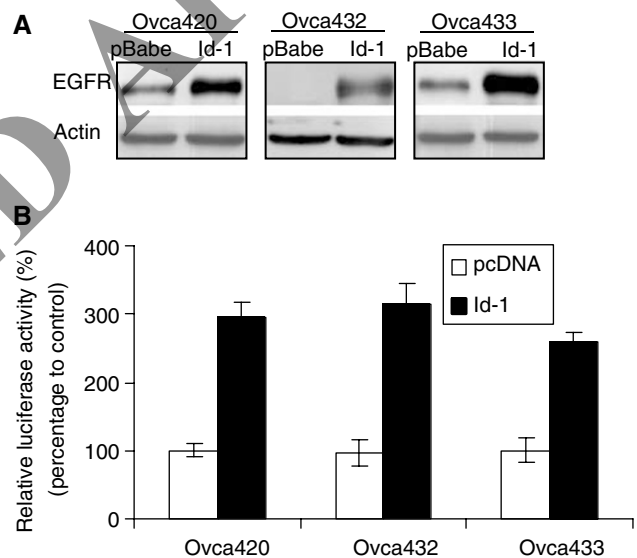 A
Ovca420 Ovca432 Ovca433
pBabe Id-1 pBabe Id-1 pBabe Id-1
EGFR
Actin
B
Relative luciferase activity (%)
(percentage to control)
400
300
200
100
0
pcDNA
Id-1
Ovca420 Ovca432 Ovca433